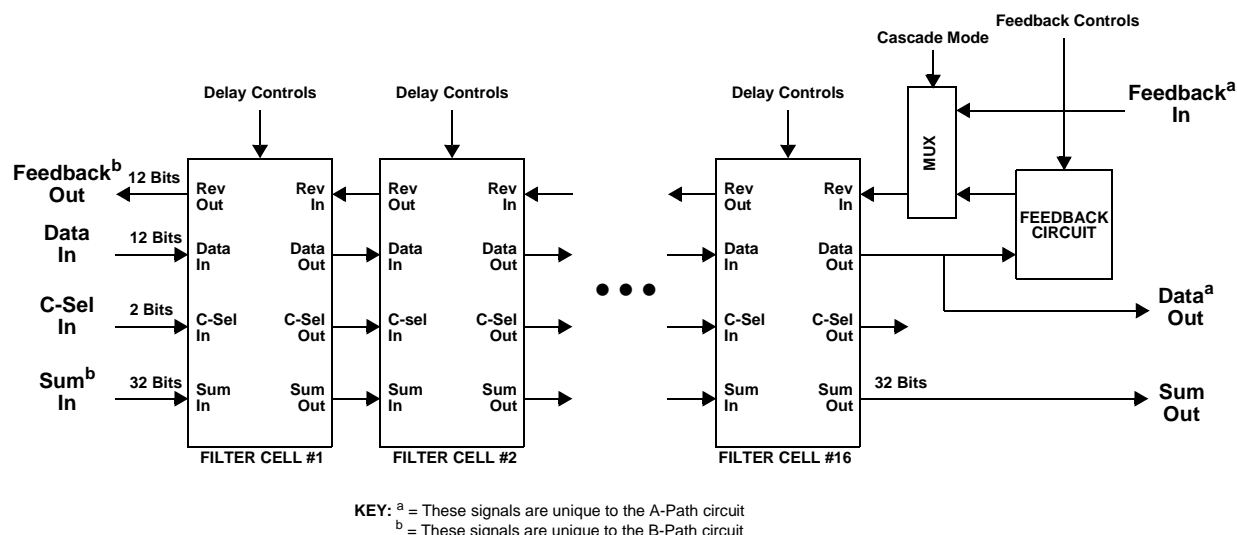 Feedback Controls
Cascade Mode
Delay Controls
Delay Controls
Delay Controls
Feedback^a
In
MUX
Feedback^b
Out
12 Bits
Rev
Out
Rev
In
Rev
Out
Rev
In
Rev
Out
Rev
In
FEEDBACK
CIRCUIT
Data
In
12 Bits
Data
In
Data
Out
Data
In
Data
Out
Data
In
Data
Out
Data^a
Out
C-Sel
In
2 Bits
C-Sel
In
C-Sel
Out
C-sel
In
C-Sel
Out
C-Sel
In
C-Sel
Out
Sum^b
In
32 Bits
Sum
In
Sum
Out
Sum
In
Sum
Out
Sum
In
Sum
Out
32 Bits
Sum
Out
FILTER CELL #1
FILTER CELL #2
FILTER CELL #16
KEY: ^a = These signals are unique to the A-Path circuit
^b = These signals are unique to the B-Path circuit